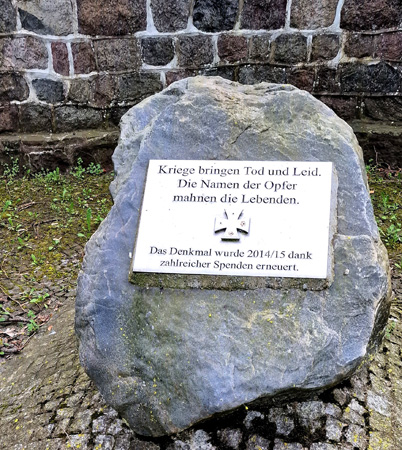 Kriege bringen Tod und Leid.
Die Namen der Opfer
mahnen die Lebenden.
Das Denkmal wurde 2014/15 dank
zahlreicher Spenden erneuert.